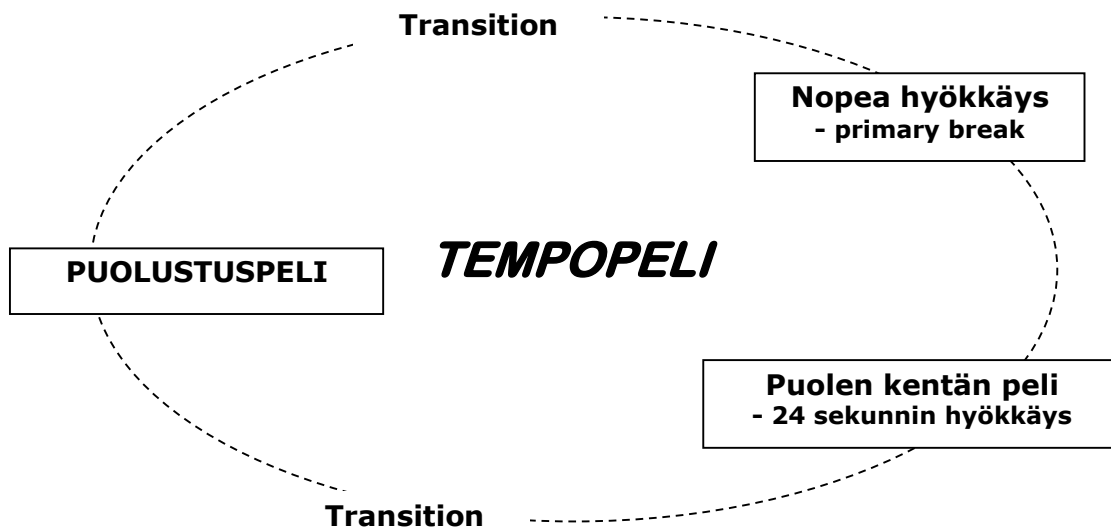 Transition
Nopea hyökkäys
- primary break
TEMPOPELI
PUOLUSTUSPELI
Puolen kentän peli
- 24 sekunnin hyökkäys
Transition